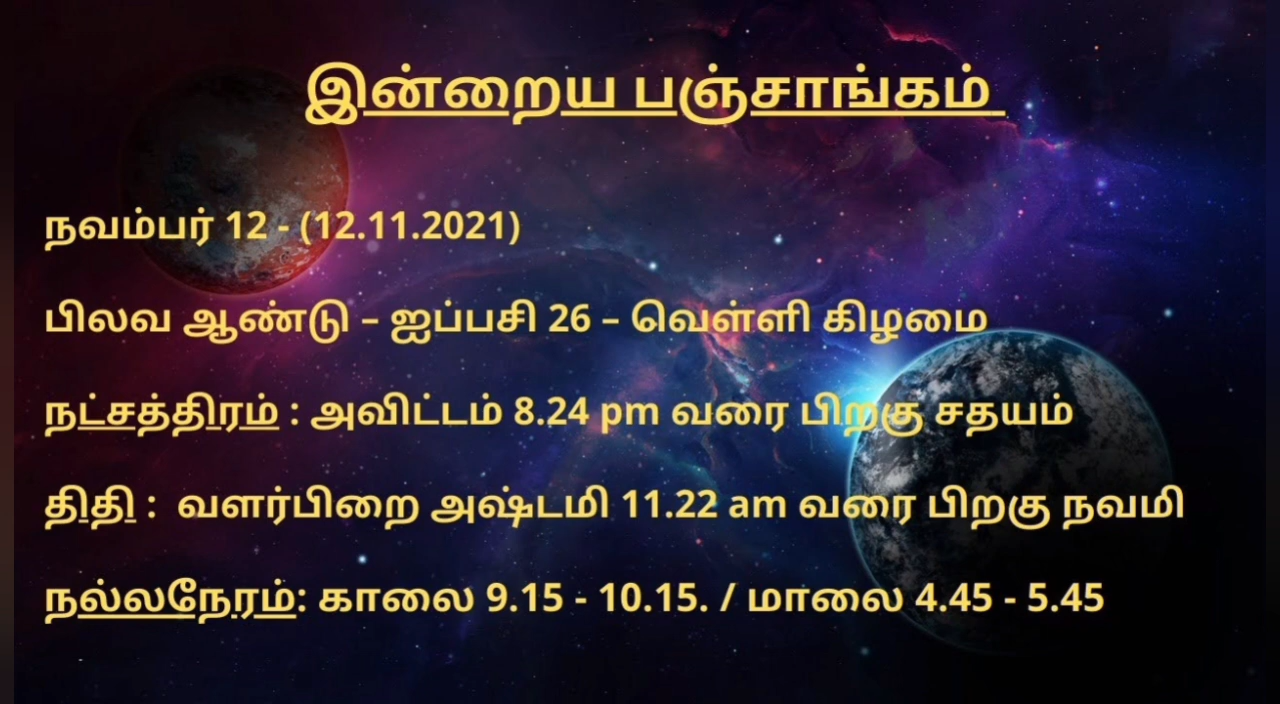 இன்றைய பஞ்சாங்கம்
நவம்பர் 12 - (12.11.2021)
பிலவ ஆண்டு – ஐப்பசி 26 – வெள்ளி கிழமை
நட்சத்திரம் : அவிட்டம் 8.24 pm வரை பிறகு சதயம்
திதி : வளர்பிறை அஷ்டமி 11.22 am வரை பிறகு நவமி
நல்லநேரம்: காலை 9.15 - 10.15. / மாலை 4.45 - 5.45